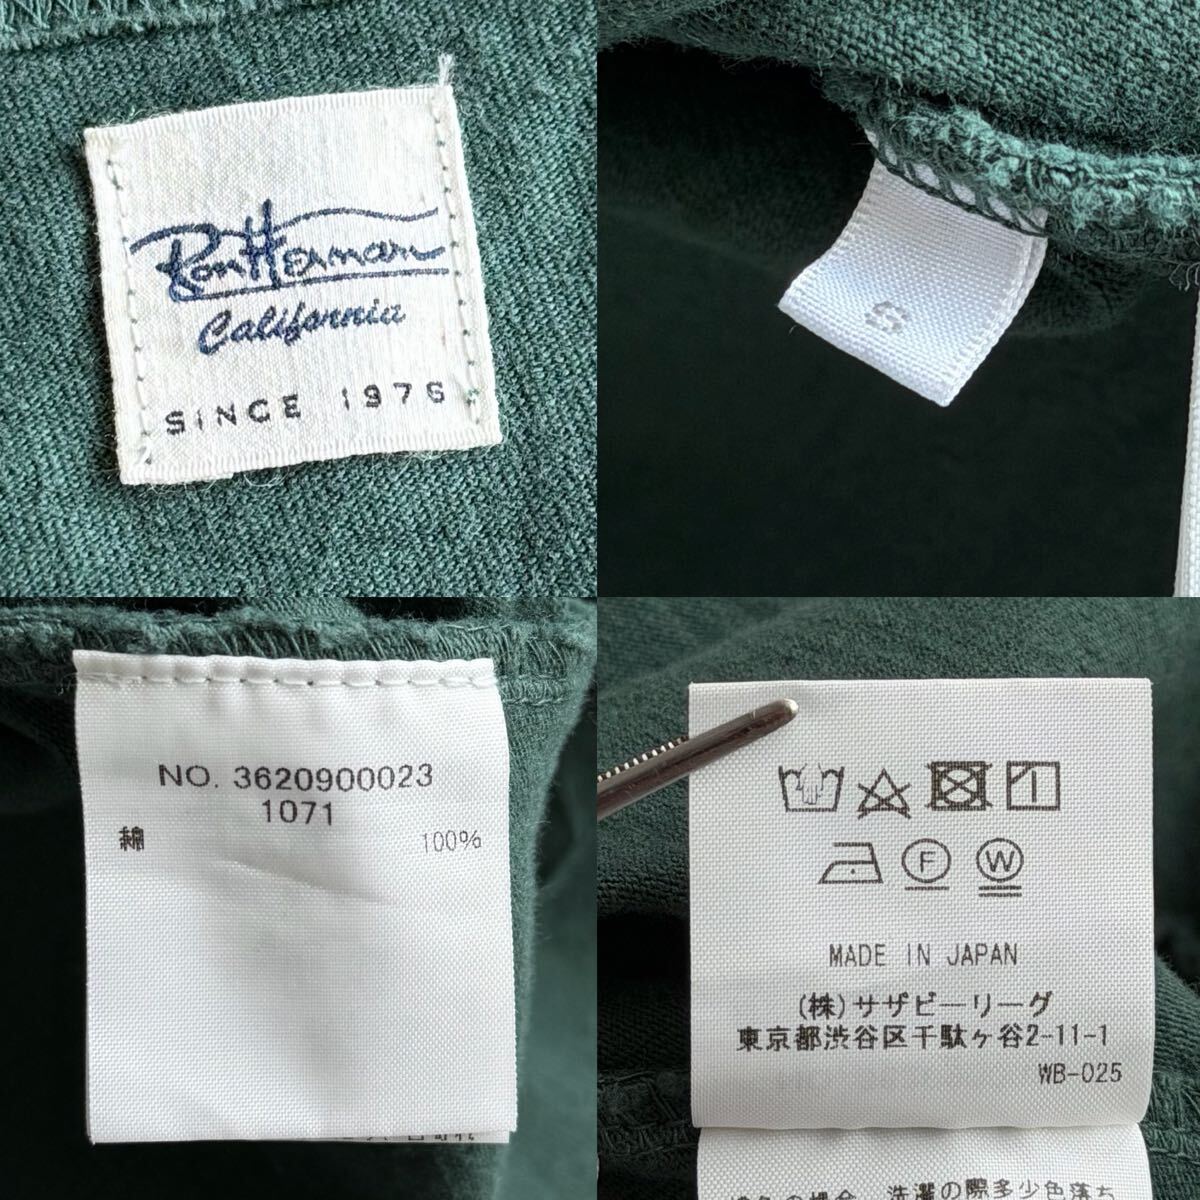 Ron Herman
California
SINCE 1976
S
NO. 3620900023
1071
綿 100%
F
W
MADE IN JAPAN
(株)サザビーリーグ
東京都渋谷区千駄ヶ谷2-11-1
WB-025
洗濯の際多少色落ち